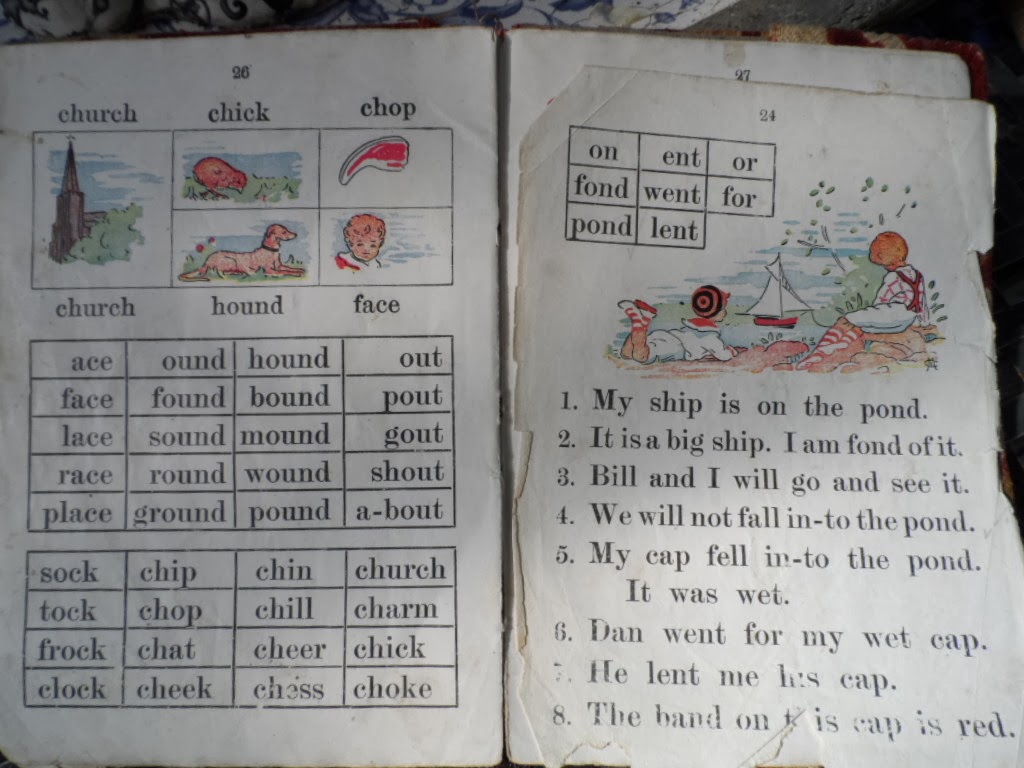 26
church chick chop
church hound face
ace ound hound out
face found bound pout
lace sound mound gout
race round wound shout
place ground pound a-bout
sock chip chin church
tock chop chill charm
frock chat cheer chick
clock cheek chess choke
27
24
on ent or
fond went for
pond lent
1. My ship is on the pond.
2. It is a big ship. I am fond of it.
3. Bill and I will go and see it.
4. We will not fall in-to the pond.
5. My cap fell in-to the pond.
It was wet.
6. Dan went for my wet cap.
7. He lent me his cap.
8. The band on is cap is red.